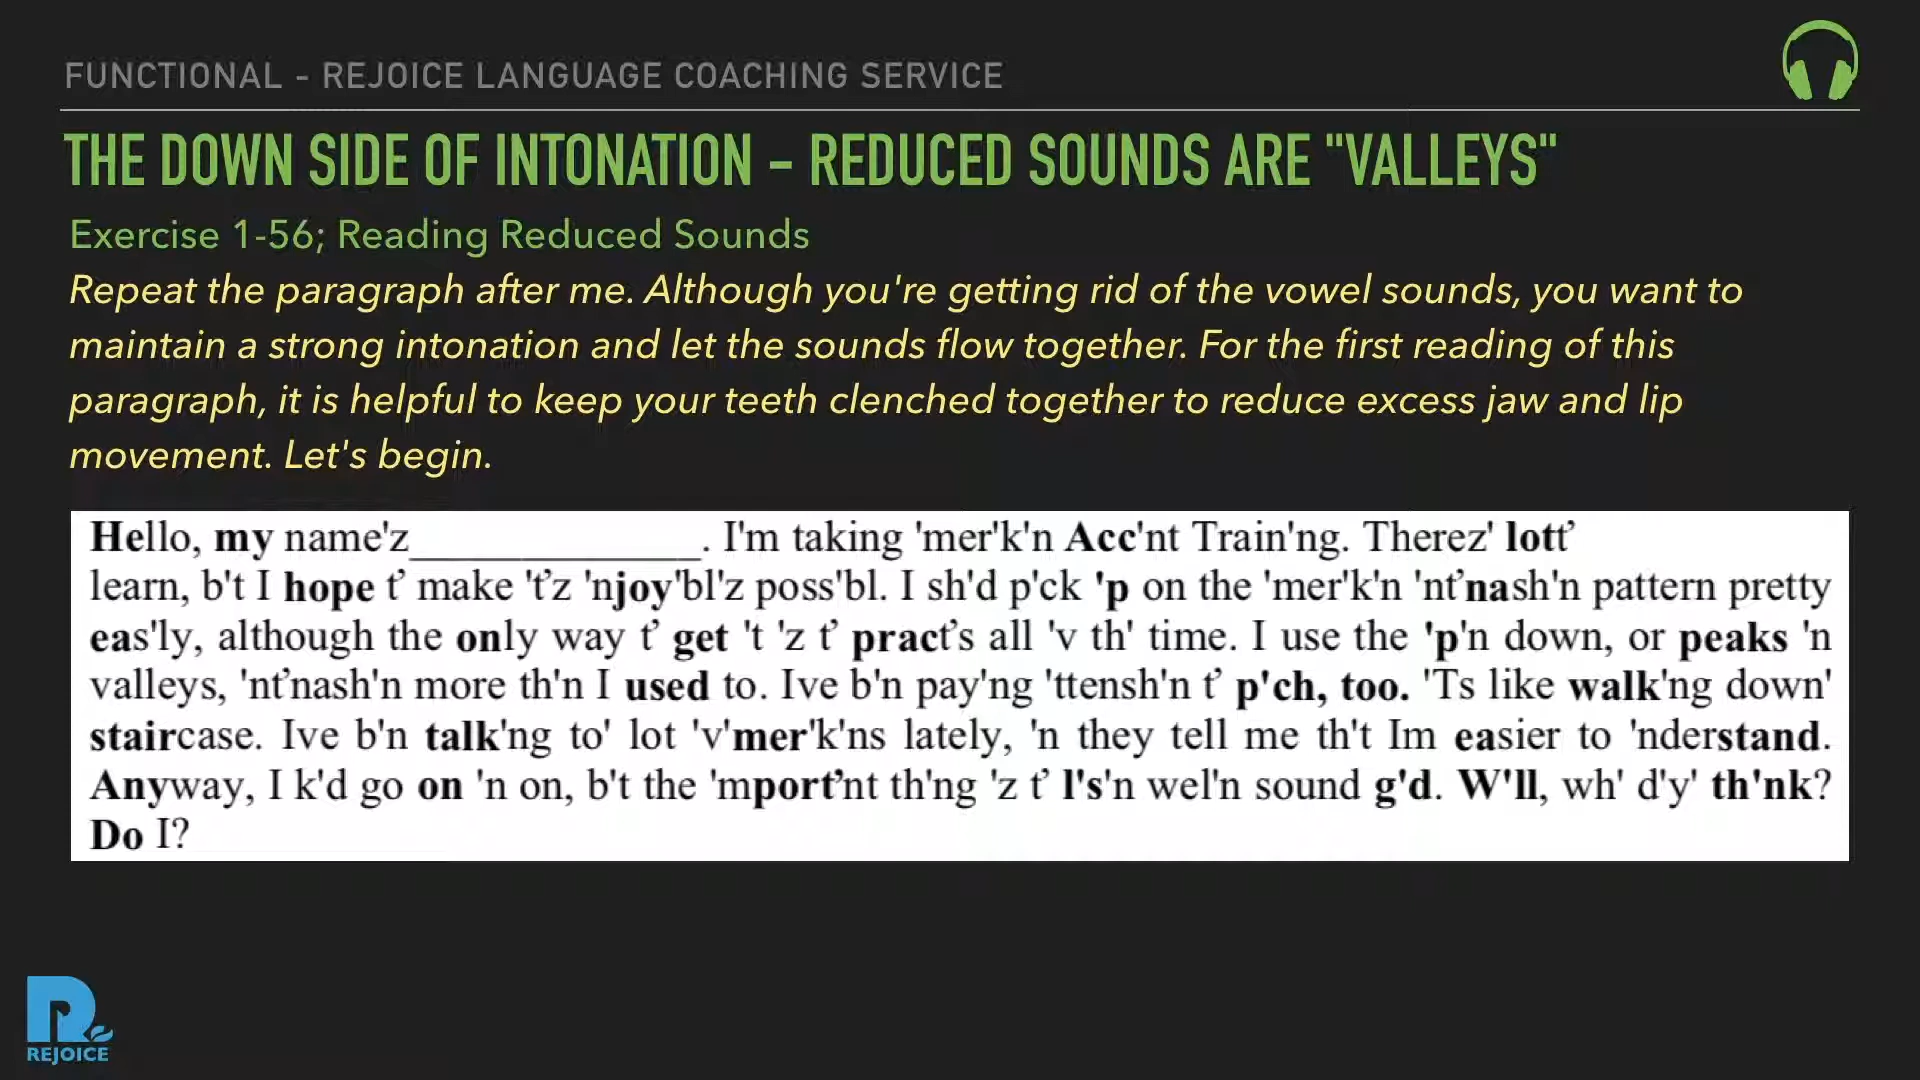 FUNCTIONAL - REJOICE LANGUAGE COACHING SERVICE
THE DOWN SIDE OF INTONATION - REDUCED SOUNDS ARE "VALLEYS"
Exercise 1-56; Reading Reduced Sounds
Repeat the paragraph after me. Although you're getting rid of the vowel sounds, you want to
maintain a strong intonation and let the sounds flow together. For the first reading of this
paragraph, it is helpful to keep your teeth clenched together to reduce excess jaw and lip
movement. Let's begin.
Hello, my name'z_____________. I'm taking 'mer'k'n Acc'nt Train'ng. Therez' lott'
learn, b't I hope t' make 't'z 'njoy'bl'z poss'bl. I sh'd p'ck 'p on the 'mer'k'n 'nt'nash'n pattern pretty
eas'ly, although the only way t' get 't 'z t' pract's all 'v th' time. I use the 'p'n down, or peaks 'n
valleys, 'nt'nash'n more th'n I used to. Ive b'n pay'ng 'ttensh'n t' p'ch, too. 'Ts like walk'ng down'
staircase. Ive b'n talk'ng to' lot 'v'mer'k'ns lately, 'n they tell me th't Im easier to 'nderstand.
Anyway, I k'd go on 'n on, b't the 'mport'nt th'ng 'z t' l's'n wel'n sound g'd. W'll, wh' d'y' th'nk?
Do I?
REJOICE